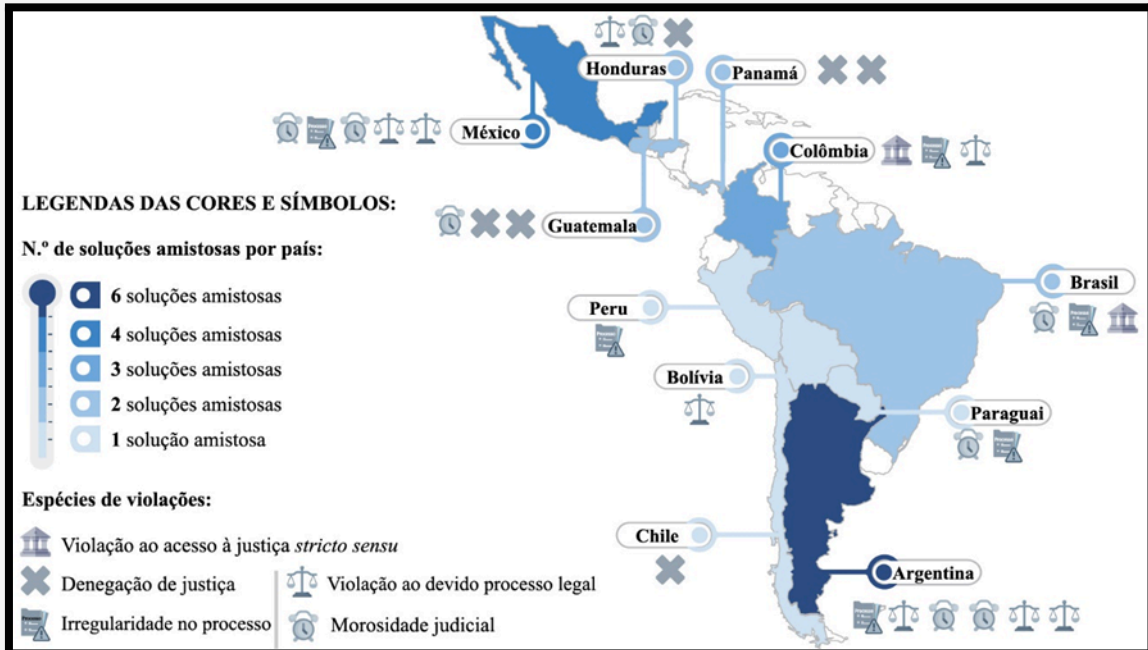 Honduras
Panamá
México
Colômbia
LEGENDAS DAS CORES E SÍMBOLOS:
Guatemala
N.º de soluções amistosas por país:
6 soluções amistosas
4 soluções amistosas
3 soluções amistosas
2 soluções amistosas
1 solução amistosa
Brasil
Peru
Bolívia
Paraguai
Espécies de violações:
Violação ao acesso à justiça stricto sensu
Denegação de justiça
Violação ao devido processo legal
Irregularidade no processo
Morosidade judicial
Chile
Argentina